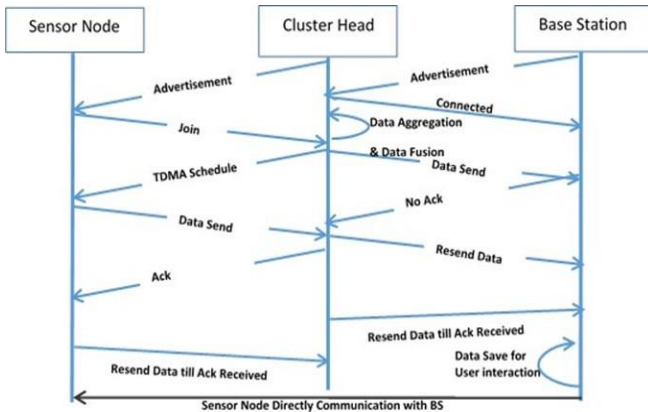 Sensor Node
Cluster Head
Base Station
Advertisement
Advertisement
Connected
Join
Data Aggregation
& Data Fusion
TDMA Schedule
Data Send
No Ack
Data Send
Resend Data
Ack
Resend Data till Ack Received
Data Save for
User interaction
Resend Data till Ack Received
Sensor Node Directly Communication with BS